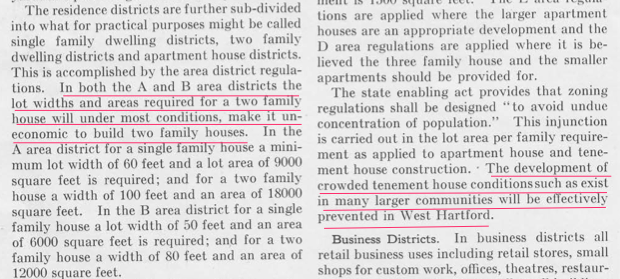 The residence districts are further sub-divided
into what for practical purposes might be called
single family dwelling districts, two family
dwelling districts and apartment house districts.
This is accomplished by the area district regula-
tions. In both the A and B area districts the
lot widths and areas required for a two family
house will under most conditions, make it un-
economic to build two family houses. In the
A area district for a single family house a mini-
mum lot width of 60 feet and a lot area of 9000
square feet is required; and for a two family
house a width of 100 feet and an area of 18000
square feet. In the B area district for a single
family house a lot width of 50 feet and an area
of 6000 square feet is required; and for a two
family house a width of 80 feet and an area of
12000 square feet.
tions are applied where the larger apartment
houses are an appropriate development and the
D area regulations are applied where it is be-
lieved the three family house and the smaller
apartments should be provided for.
The state enabling act provides that zoning
regulations shall be designed "to avoid undue
concentration of population." This injunction
is carried out in the lot area per family require-
ment as applied to apartment house and tene-
ment house construction. The development of
crowded tenement house conditions such as exist
in many larger communities will be effectively
prevented in West Hartford.
Business Districts. In business districts all
retail business uses including retail stores, small
shops for custom work, offices, theatres, restaur-